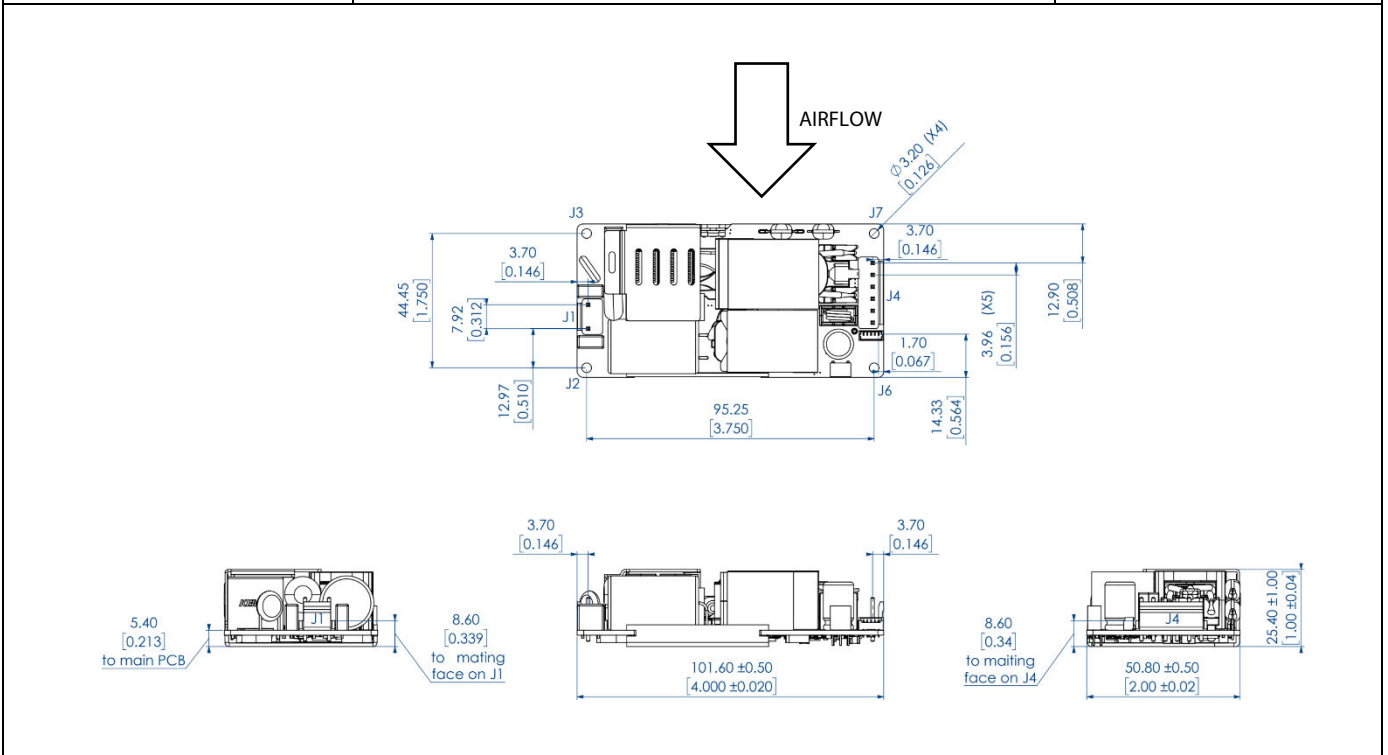 AIRFLOW
Ø3.20 (X4)
[0.126]
J3
J7
3.70
[0.146]
3.70
[0.146]
44.45
[1.750]
7.92
[0.312]
J1
J4
3.96 (X5)
[0.156]
12.90
[0.508]
J2
J6
1.70
[0.067]
12.97
[0.510]
95.25
[3.750]
14.33
[0.564]
3.70
[0.146]
3.70
[0.146]
J1
5.40
[0.213]
to main PCB
8.60
[0.339]
to mating
face on J1
101.60 ±0.50
[4.000 ±0.020]
8.60
[0.34]
to maiting
face on J4
J4
25.40 ±1.00
[1.00 ±0.04]
50.80 ±0.50
[2.00 ±0.02]